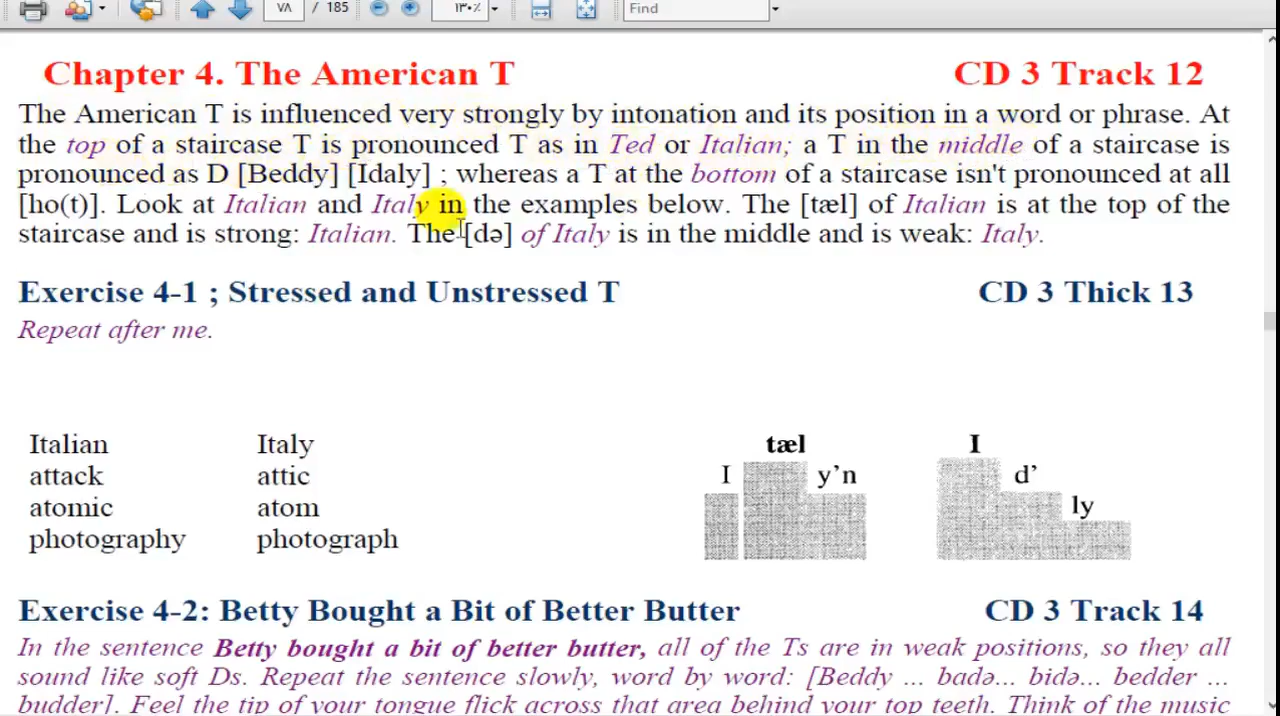 ٧٨ / 185 ١٣٠٪ Find
Chapter 4. The American T CD 3 Track 12
The American T is influenced very strongly by intonation and its position in a word or phrase. At
the top of a staircase T is pronounced T as in Ted or Italian; a T in the middle of a staircase is
pronounced as D [Beddy] [Idaly] ; whereas a T at the bottom of a staircase isn't pronounced at all
[ho(t)]. Look at Italian and Italy in the examples below. The [tæl] of Italian is at the top of the
staircase and is strong: Italian. The [də] of Italy is in the middle and is weak: Italy.
Exercise 4-1 ; Stressed and Unstressed T CD 3 Thick 13
Repeat after me.
Italian Italy tæl I
attack attic I y’n d’
atomic atom ly
photography photograph
Exercise 4-2: Betty Bought a Bit of Better Butter CD 3 Track 14
In the sentence Betty bought a bit of better butter, all of the Ts are in weak positions, so they all
sound like soft Ds. Repeat the sentence slowly, word by word: [Beddy ... badə... bidə... bedder ...
budder]. Feel the tip of your tongue flick across that area behind your top teeth. Think of the music